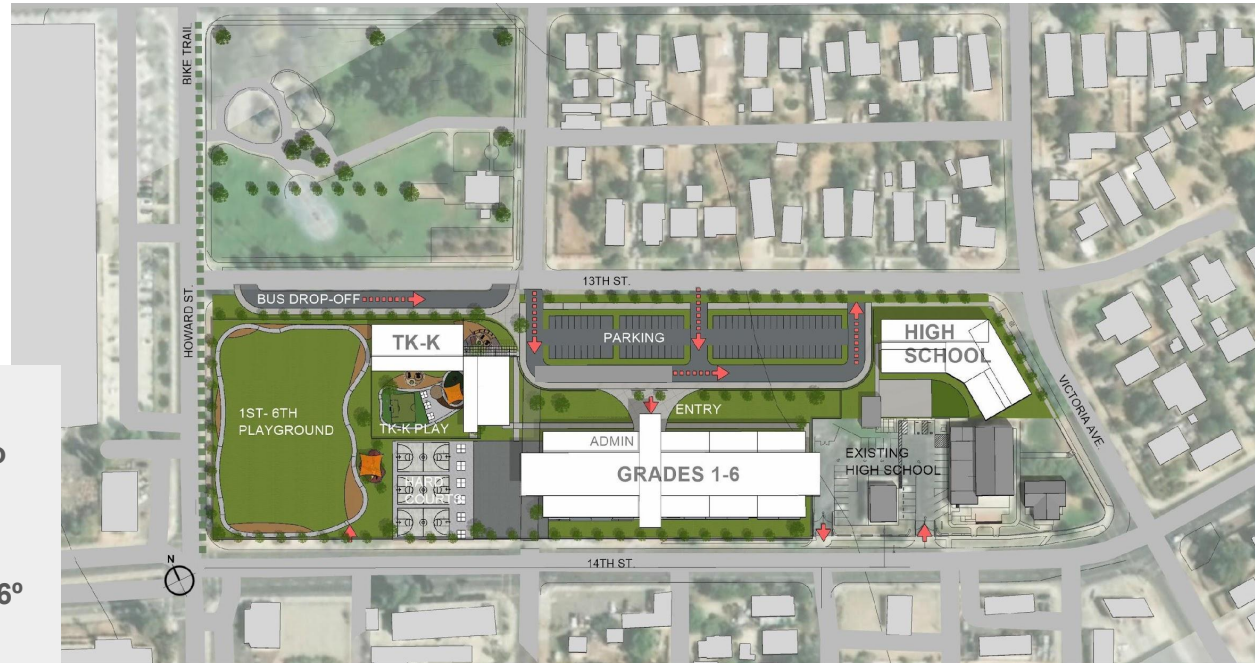 BIKE TRAIL
HOWARD ST.
13TH ST.
BUS DROP-OFF
TK-K
PARKING
HIGH
SCHOOL
VICTORIA AVE.
1ST- 6TH
PLAYGROUND
TK-K PLAY
ENTRY
ADMIN
GRADES 1-6
HARD
COURTS
EXISTING
HIGH SCHOOL
N
14TH ST.
6º